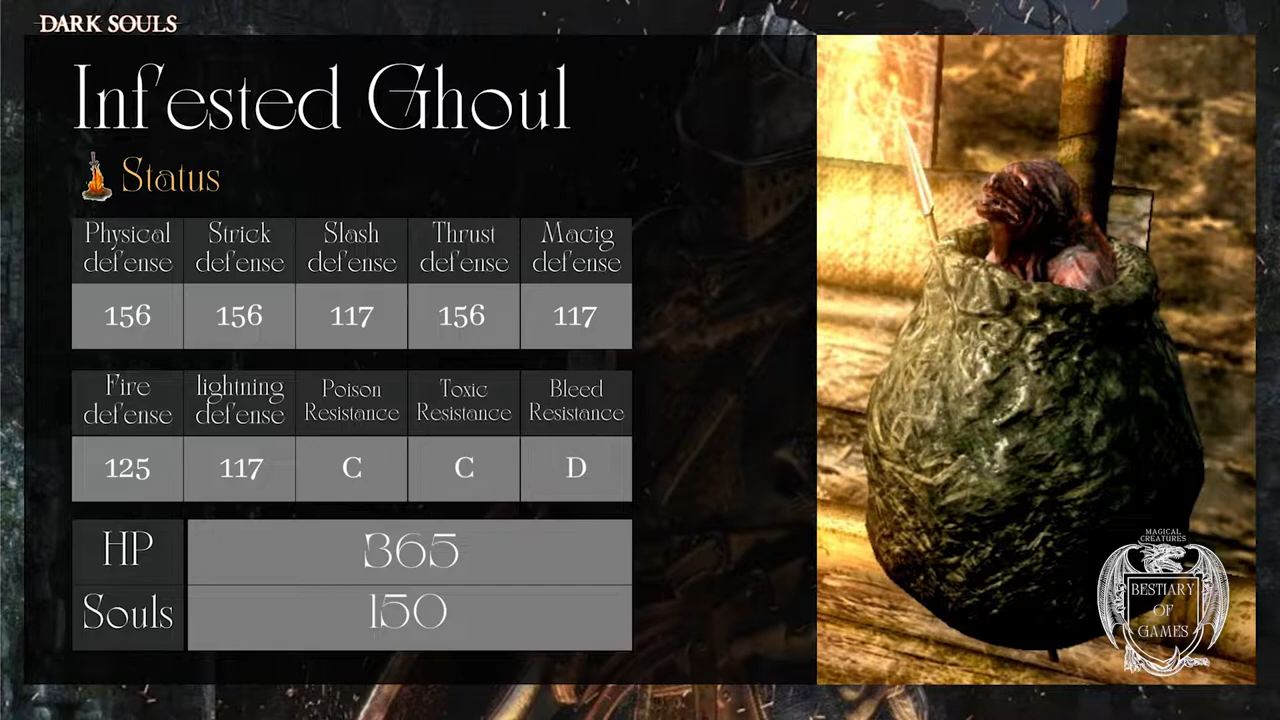 DARK SOULS
Infested Ghoul
Status
Physical defense
Strick defense
Slash defense
Thrust defense
Macig defense
156
156
117
156
117
Fire defense
lightning defense
Poison Resistance
Toxic Resistance
Bleed Resistance
125
117
C
C
D
HP
365
Souls
150
MAGICAL
CREATURES
BESTIARY
OF
GAMES